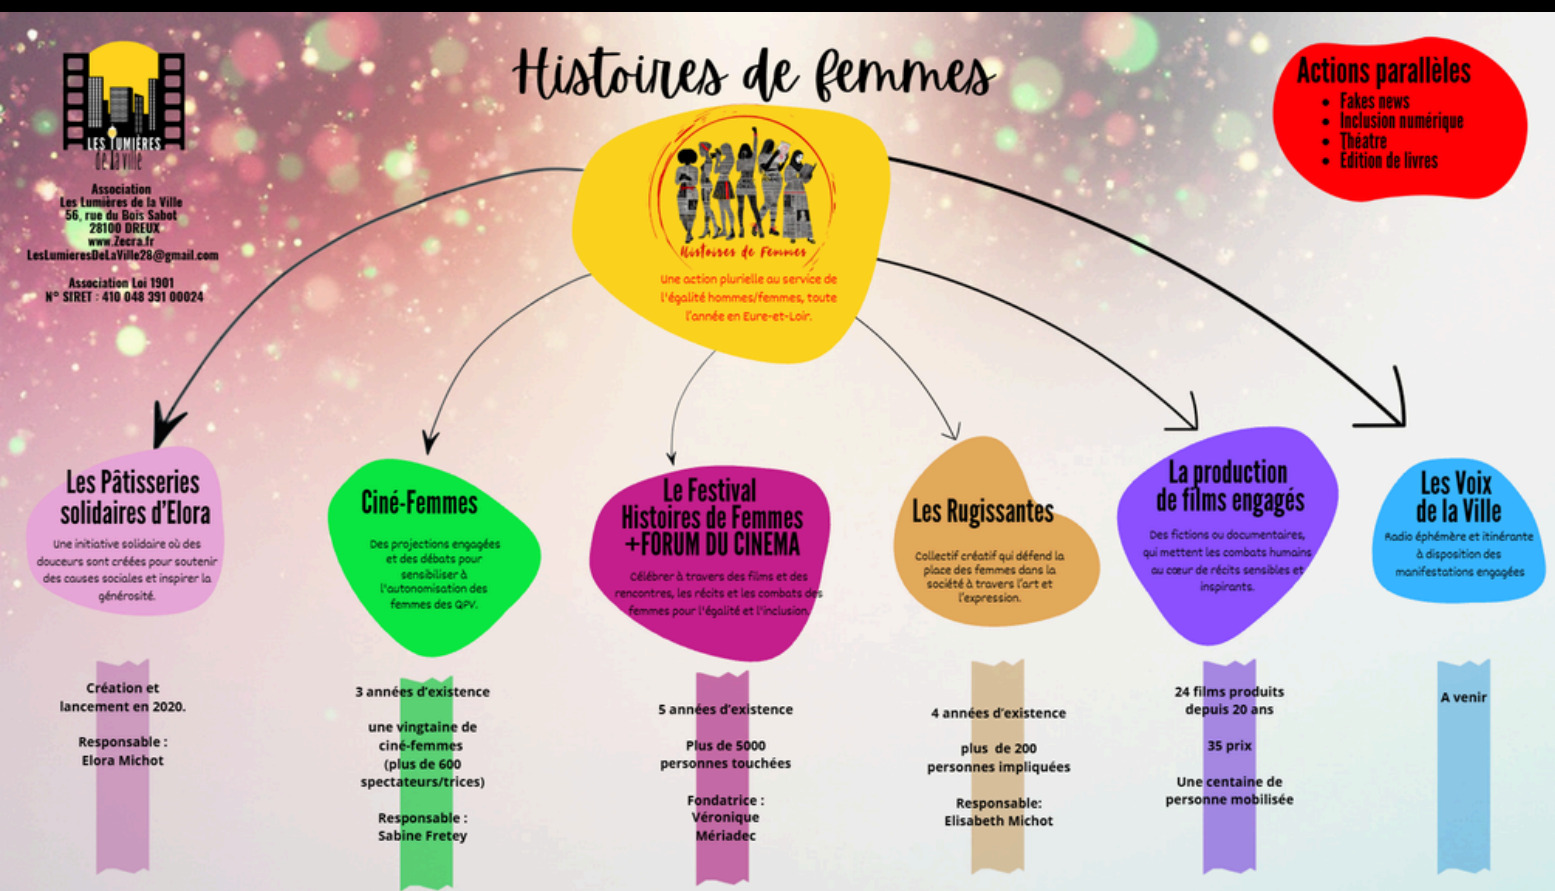 Histoires de femmes
LES LUMIÈRES
de la ville
Association
Les Lumières de la Ville
56, rue du Bois Sabot
28100 DREUX
www.Zecra.fr
LesLumieresDeLaVille28@gmail.com
Association Loi 1901
N° SIRET : 410 048 391 00024
Histoires de Femmes
Une action plurielle au service de
l'égalité hommes/femmes, toute
l'année en Eure-et-Loir.
Actions parallèles
• Fakes news
• Inclusion numérique
• Théatre
• Édition de livres
Les Pâtisseries
solidaires d'Elora
Une initiative solidaire où des
douceurs sont créées pour soutenir
des causes sociales et inspirer la
générosité.
Création et
lancement en 2020.
Responsable :
Elora Michot
Ciné-Femmes
Des projections engagées
et des débats pour
sensibiliser à
l'autonomisation des
femmes des QPV.
3 années d'existence
une vingtaine de
ciné-femmes
(plus de 600
spectateurs/trices)
Responsable :
Sabine Fretey
Le Festival
Histoires de Femmes
+FORUM DU CINEMA
Célébrer à travers des films et des
rencontres, les récits et les combats des
femmes pour l'égalité et l'inclusion.
5 années d'existence
Plus de 5000
personnes touchées
Fondatrice :
Véronique
Mériadec
Les Rugissantes
Collectif créatif qui défend la
place des femmes dans la
société à travers l'art et
l'expression.
4 années d'existence
plus de 200
personnes impliquées
Responsable:
Elisabeth Michot
La production
de films engagés
Des fictions ou documentaires,
qui mettent les combats humains
au cœur de récits sensibles et
inspirants.
24 films produits
depuis 20 ans
35 prix
Une centaine de
personne mobilisée
Les Voix
de la Ville
Radio éphémère et itinérante
à disposition des
manifestations engagées
A venir